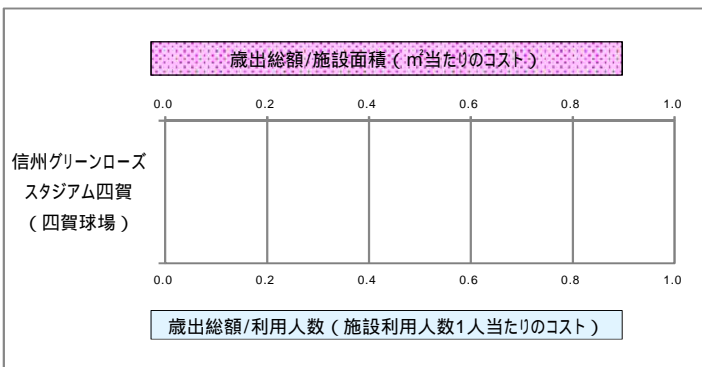 歳出総額/施設面積(㎡当たりのコスト)
0.0 0.2 0.4 0.6 0.8 1.0
信州グリーンローズ
スタジアム四賀
(四賀球場)
0.0 0.2 0.4 0.6 0.8 1.0
歳出総額/利用人数(施設利用人数1人当たりのコスト)